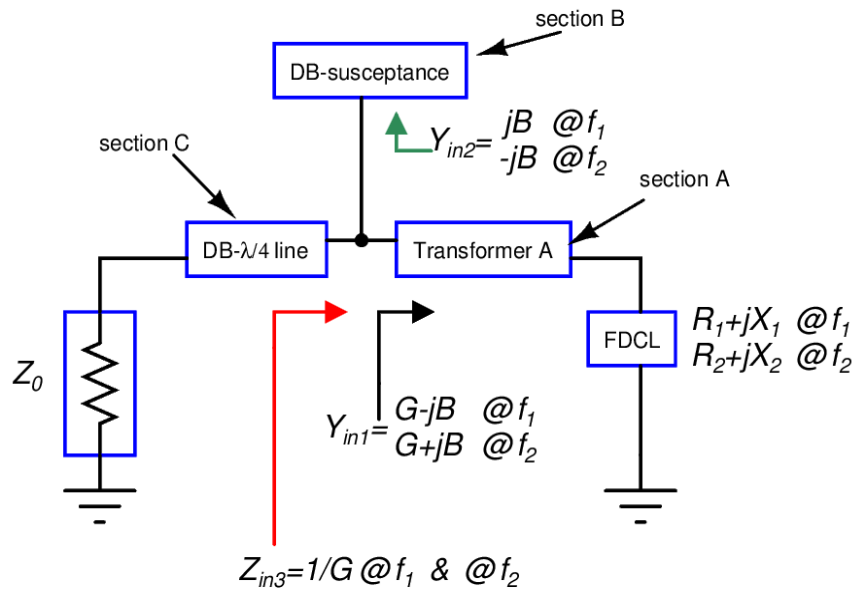 section B
DB-susceptance
section C
Y_in2= jB @f_1
-jB @f_2
section A
DB-λ/4 line
Transformer A
Z_0
FDCL
R_1+jX_1 @f_1
R_2+jX_2 @f_2
Y_in1= G-jB @f_1
G+jB @f_2
Z_in3=1/G @f_1 & @f_2